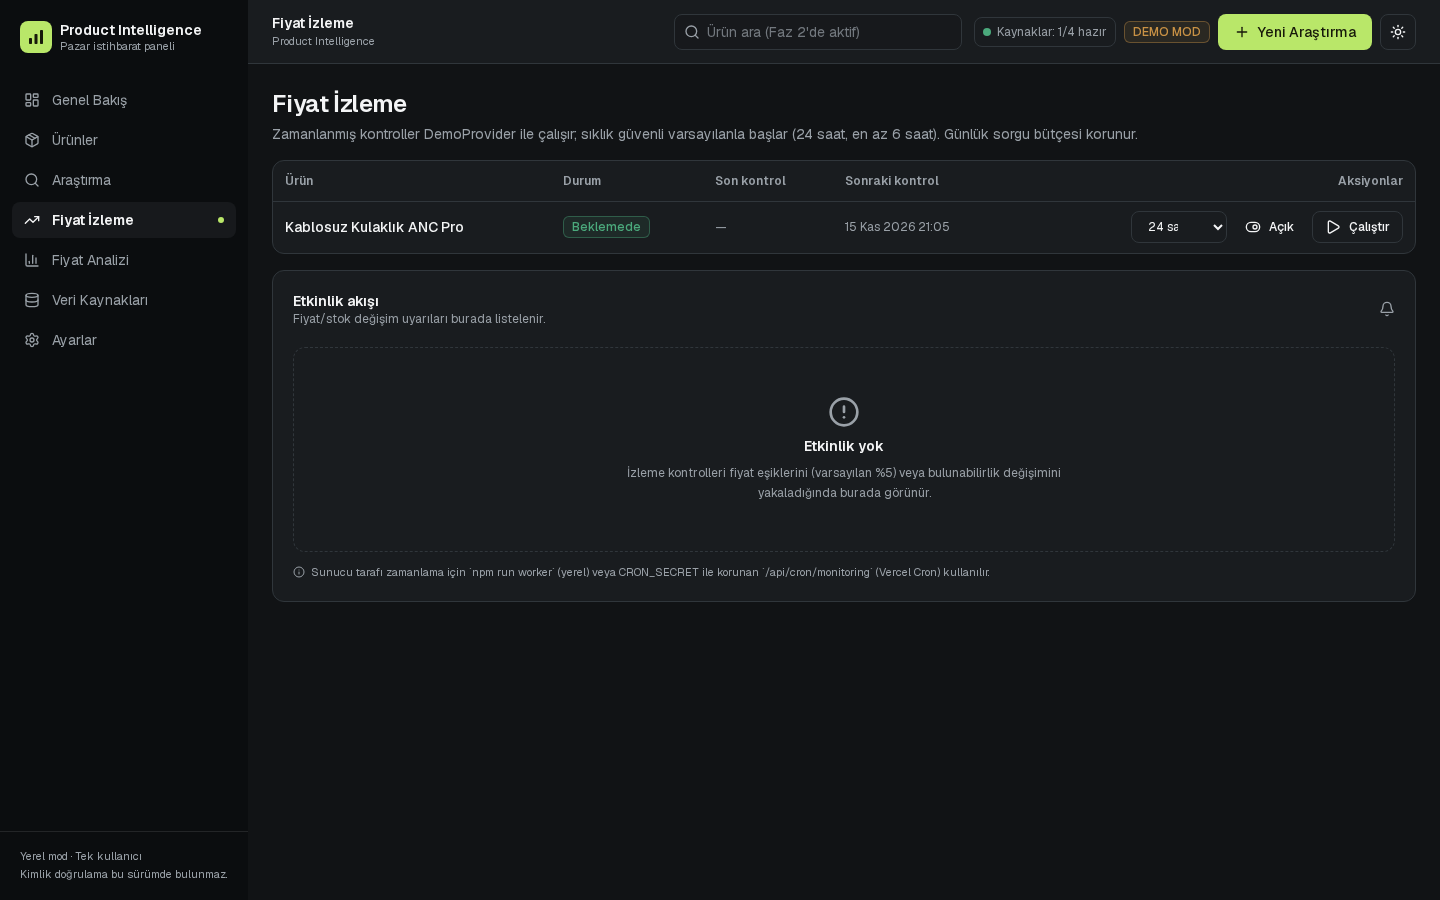 Product Intelligence
Pazar istihbarat paneli
Genel Bakış
Ürünler
Araştırma
Fiyat İzleme
Fiyat Analizi
Veri Kaynakları
Ayarlar
Yerel mod · Tek kullanıcı
Kimlik doğrulama bu sürümde bulunmaz.
Fiyat İzleme
Product Intelligence
Ürün ara (Faz 2'de aktif)
Kaynaklar: 1/4 hazır
DEMO MOD
Yeni Araştırma
Fiyat İzleme
Zamanlanmış kontroller DemoProvider ile çalışır; sıklık güvenli varsayılanla başlar (24 saat, en az 6 saat). Günlük sorgu bütçesi korunur.
Ürün Durum Son kontrol Sonraki kontrol Aksiyonlar
Kablosuz Kulaklık ANC Pro Beklemede — 15 Kas 2026 21:05 24 sa Açık Çalıştır
Etkinlik akışı
Fiyat/stok değişim uyarıları burada listelenir.
Etkinlik yok
İzleme kontrolleri fiyat eşiklerini (varsayılan %5) veya bulunabilirlik değişimini
yakaladığında burada görünür.
Sunucu tarafı zamanlama için `npm run worker` (yerel) veya CRON_SECRET ile korunan `/api/cron/monitoring` (Vercel Cron) kullanılır.